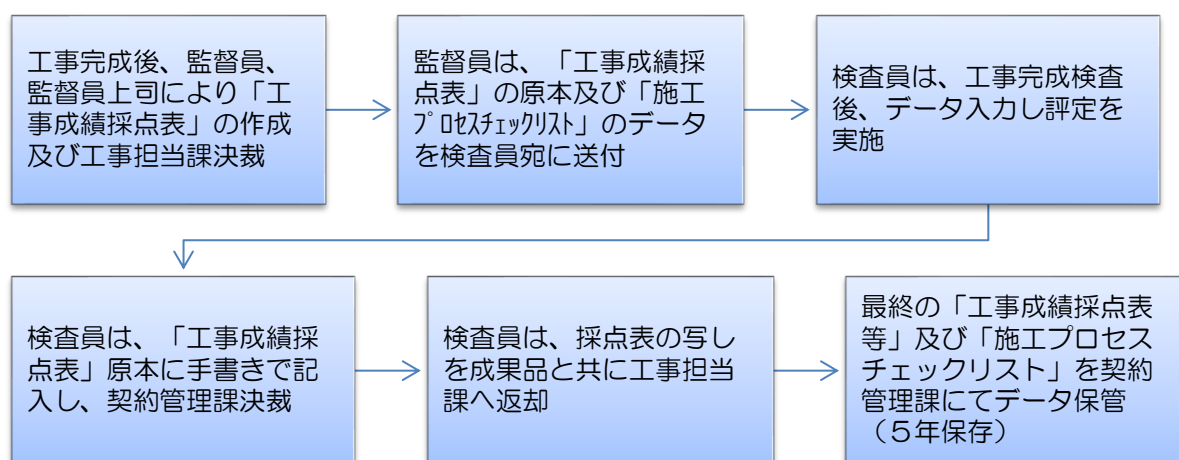 工事完成後、監督員、
監督員上司により「工
事成績採点表」の作成
及び工事担当課決裁
監督員は、「工事成績採
点表」の原本及び「施工
ﾌﾟﾛｾｽﾁｪｯｸﾘｽﾄ」のデータ
を検査員宛に送付
検査員は、工事完成検査
後、データ入力し評定を
実施
検査員は、「工事成績採
点表」原本に手書きで記
入し、契約管理課決裁
検査員は、採点表の写し
を成果品と共に工事担当
課へ返却
最終の「工事成績採点表
等」及び「施工プロセス
チェックリスト」を契約
管理課にてデータ保管
（５年保存）